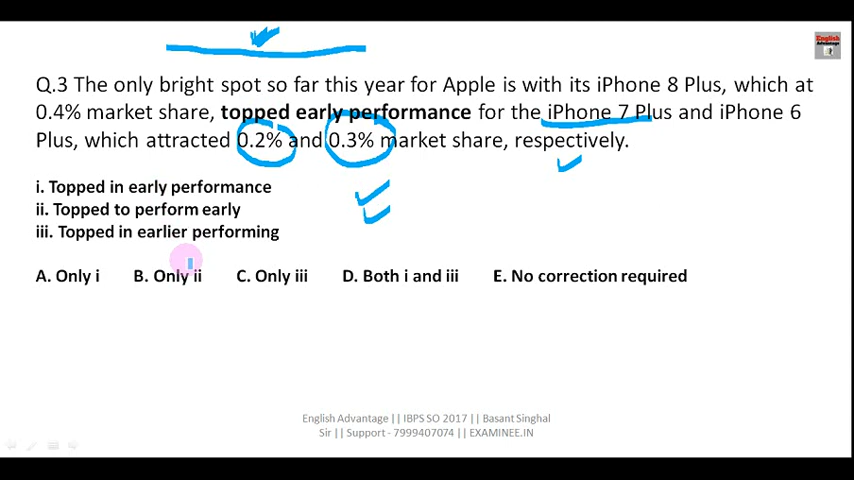 English
Advantage
Q.3 The only bright spot so far this year for Apple is with its iPhone 8 Plus, which at
0.4% market share, topped early performance for the iPhone 7 Plus and iPhone 6
Plus, which attracted 0.2% and 0.3% market share, respectively.
i. Topped in early performance
ii. Topped to perform early
iii. Topped in earlier performing
A. Only i B. Only ii C. Only iii D. Both i and iii E. No correction required
English Advantage || IBPS SO 2017 || Basant Singhal
Sir || Support - 7999407074 || EXAMINEE.IN